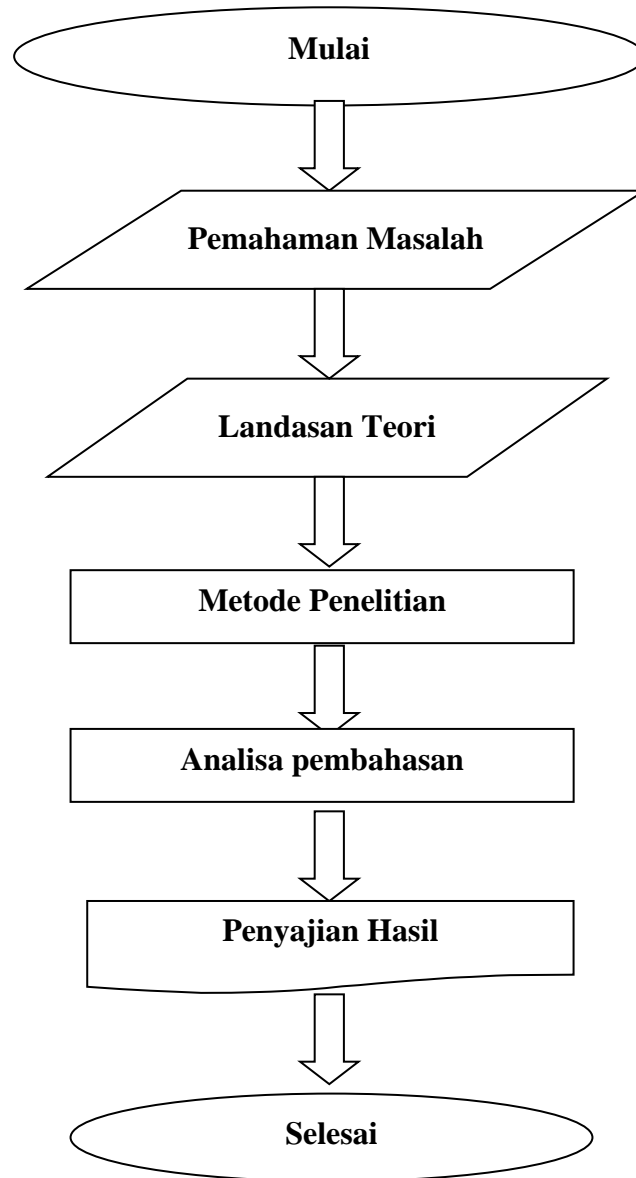 Mulai
Pemahaman Masalah
Landasan Teori
Metode Penelitian
Analisa pembahasan
Penyajian Hasil
Selesai